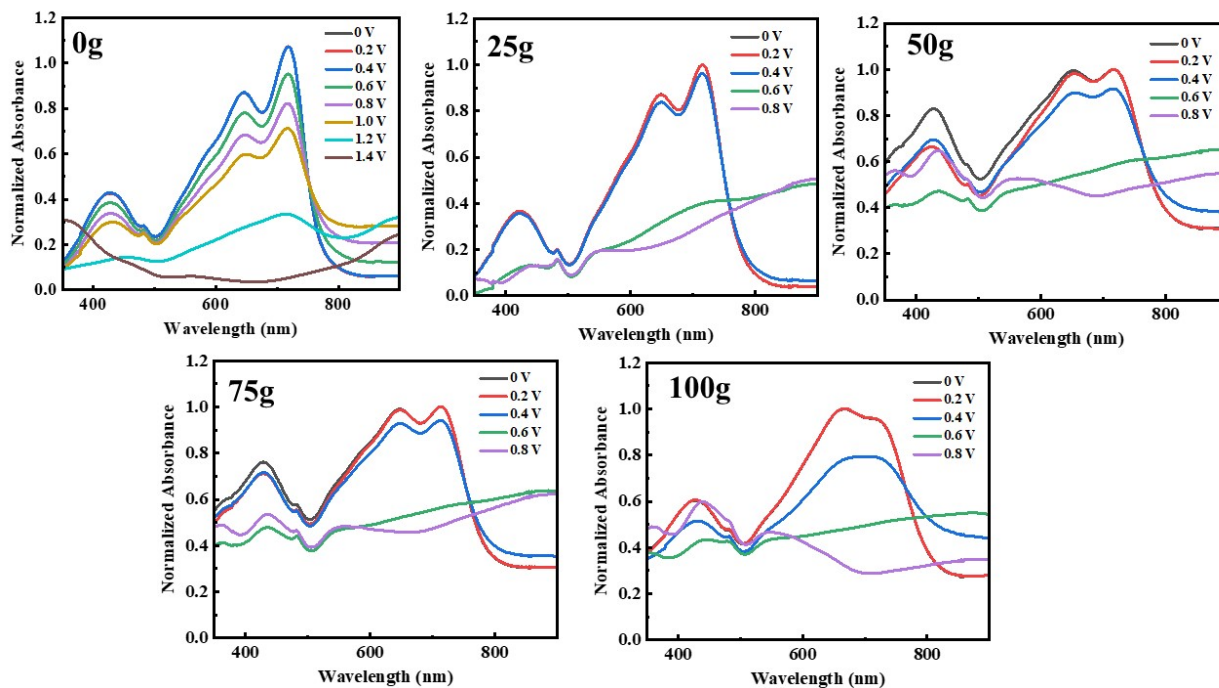 0g
0 V
0.2 V
0.4 V
0.6 V
0.8 V
1.0 V
1.2 V
1.4 V
Normalized Absorbance
1.2
1.0
0.8
0.6
0.4
0.2
0.0
400 600 800
Wavelength (nm)
25g
0 V
0.2 V
0.4 V
0.6 V
0.8 V
Normalized Absorbance
1.2
1.0
0.8
0.6
0.4
0.2
0.0
400 600 800
Wavelength (nm)
50g
0 V
0.2 V
0.4 V
0.6 V
0.8 V
Normalized Absorbance
1.2
1.0
0.8
0.6
0.4
0.2
0.0
400 600 800
Wavelength (nm)
75g
0 V
0.2 V
0.4 V
0.6 V
0.8 V
Normalized Absorbance
1.2
1.0
0.8
0.6
0.4
0.2
0.0
400 600 800
Wavelength (nm)
100g
0 V
0.2 V
0.4 V
0.6 V
0.8 V
Normalized Absorbance
1.2
1.0
0.8
0.6
0.4
0.2
0.0
400 600 800
Wavelength (nm)